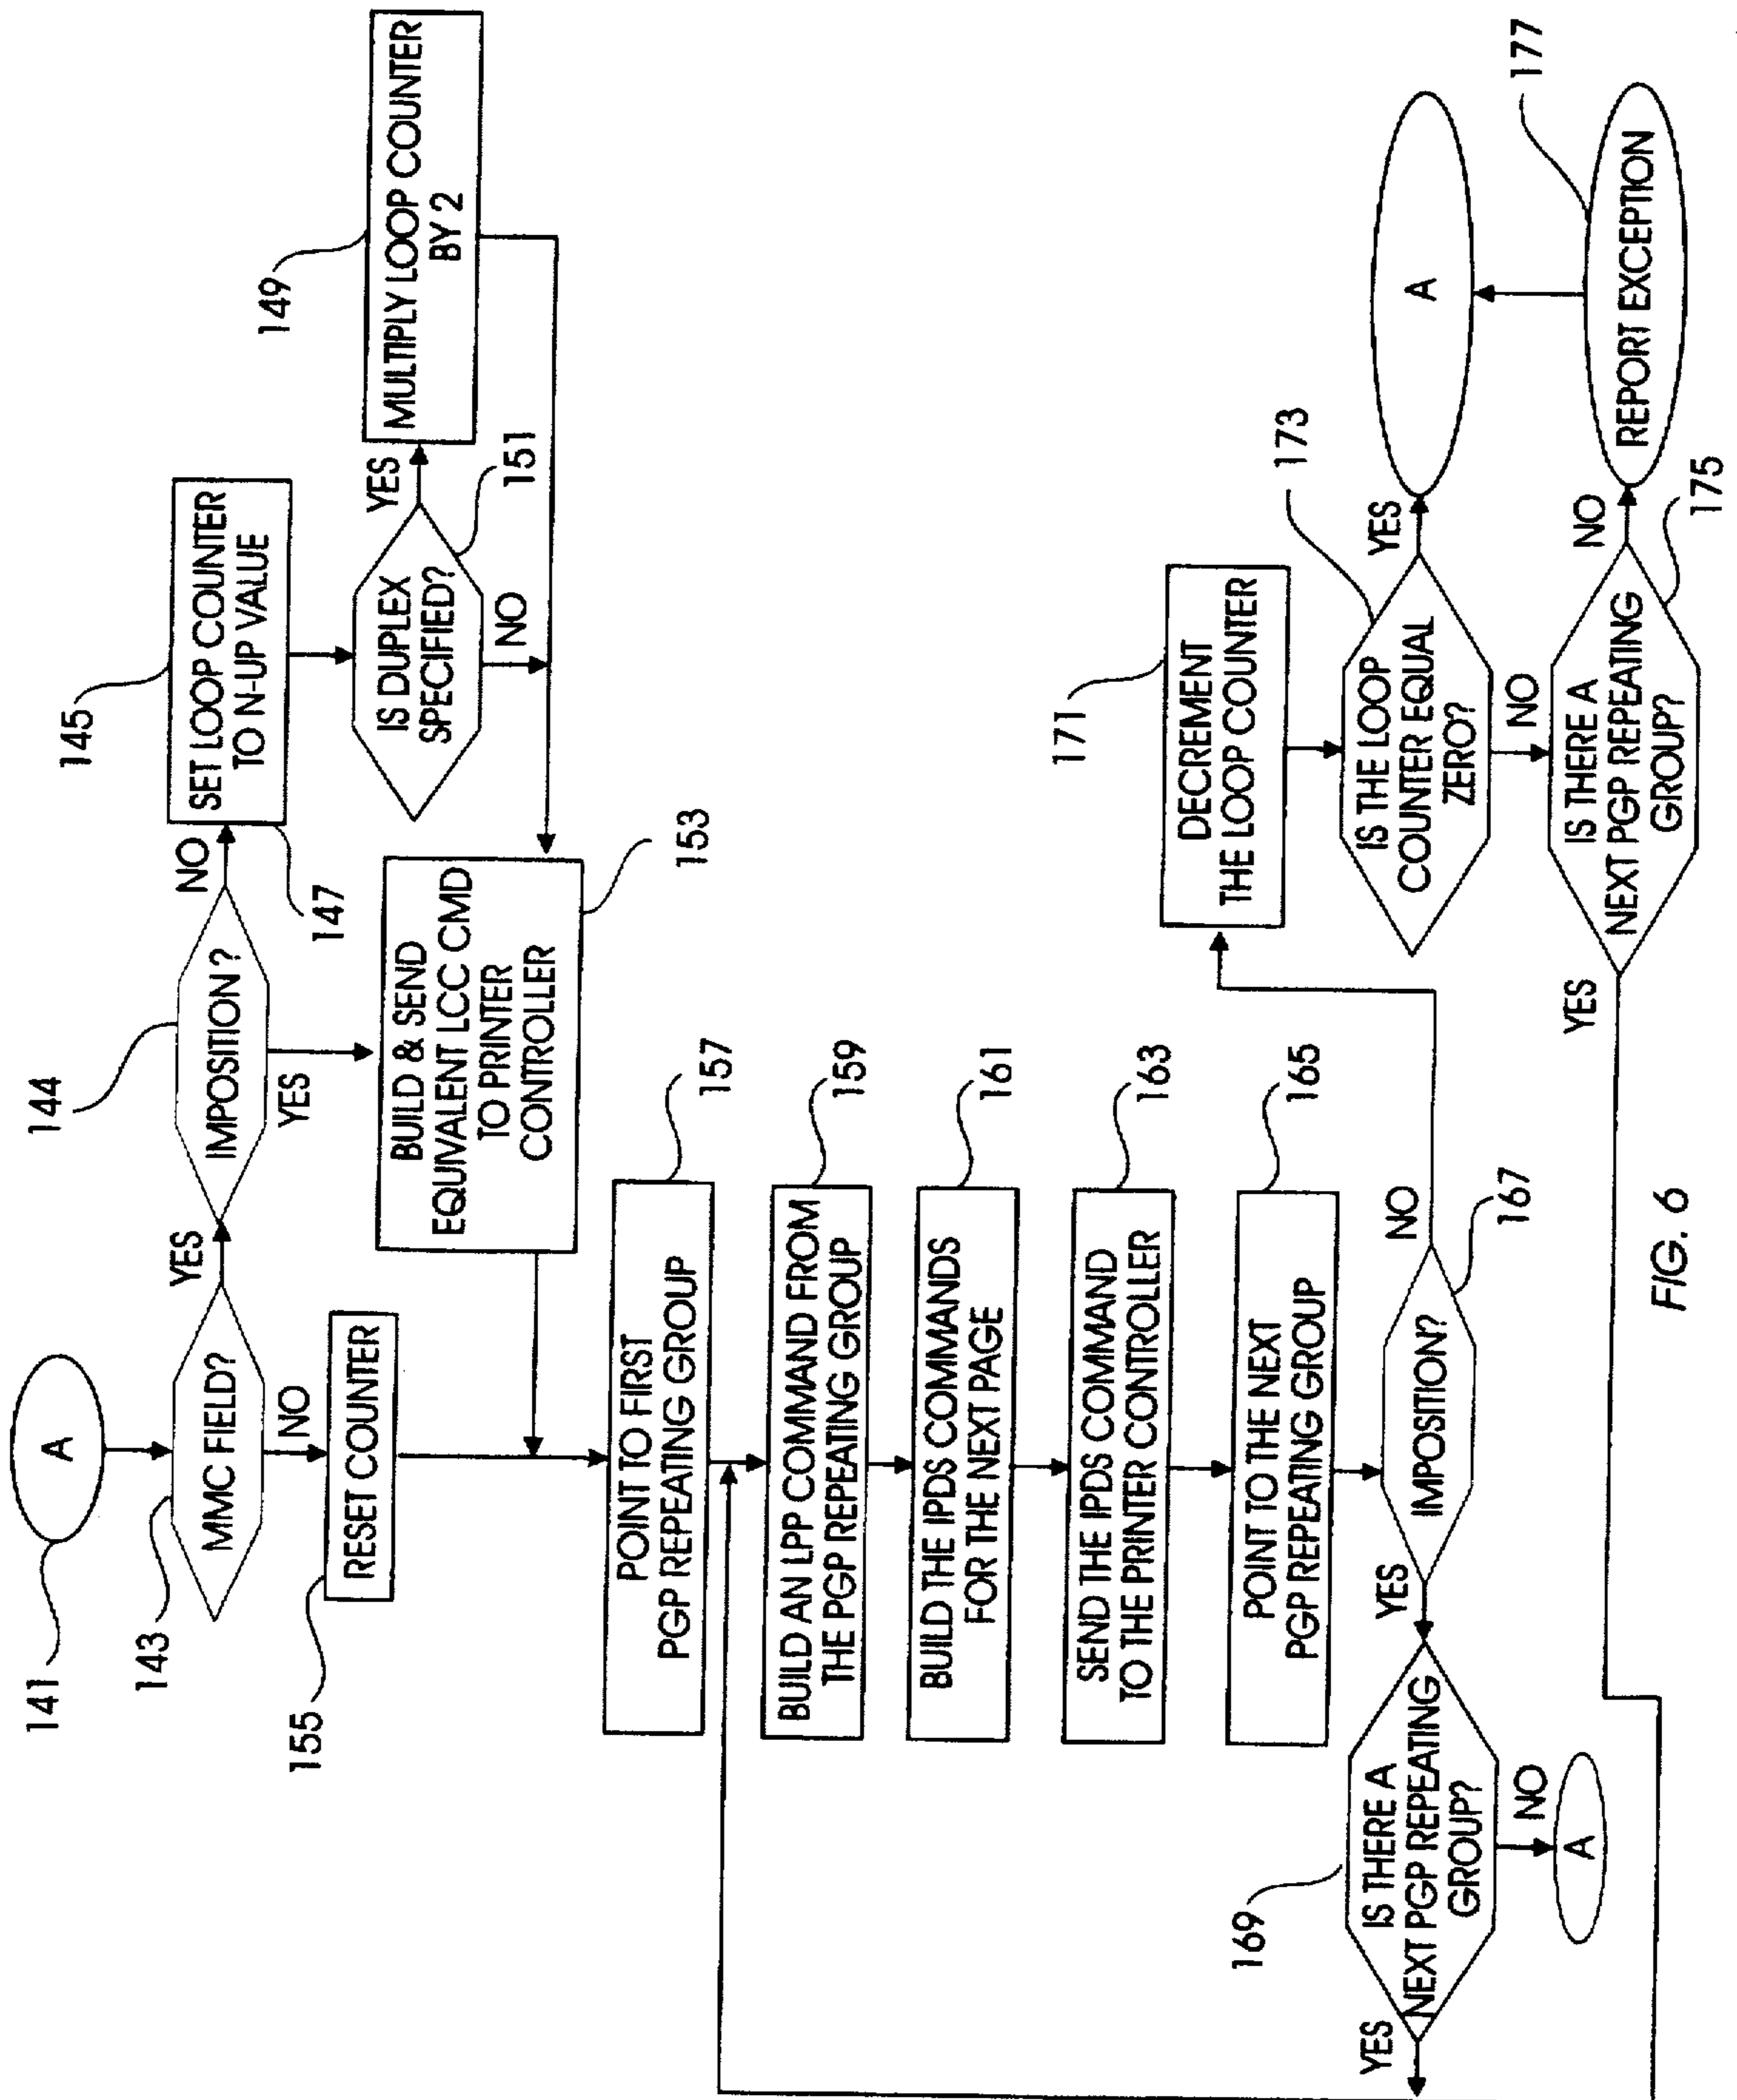 141
A
143
MMC FIELD?
YES
NO
144
IMPOSITION?
NO
YES
145
SET LOOP COUNTER
TO N-UP VALUE
147
149
MULTIPLY LOOP COUNTER
BY 2
YES
151
IS DUPLEX
SPECIFIED?
NO
155
RESET COUNTER
BUILD & SEND
EQUIVALENT LCC CMD
TO PRINTER
CONTROLLER
153
POINT TO FIRST
PGP REPEATING GROUP
157
BUILD AN LPP COMMAND FROM
THE PGP REPEATING GROUP
159
BUILD THE IPDS COMMANDS
FOR THE NEXT PAGE
161
SEND THE IPDS COMMAND
TO THE PRINTER CONTROLLER
163
POINT TO THE NEXT
PGP REPEATING GROUP
165
IMPOSITION?
167
YES
NO
169
IS THERE A
NEXT PGP REPEATING
GROUP?
YES
NO
A
171
DECREMENT
THE LOOP COUNTER
IS THE LOOP
COUNTER EQUAL
ZERO?
173
YES
NO
A
IS THERE A
NEXT PGP REPEATING
GROUP?
175
YES
NO
REPORT EXCEPTION
177
FIG. 6